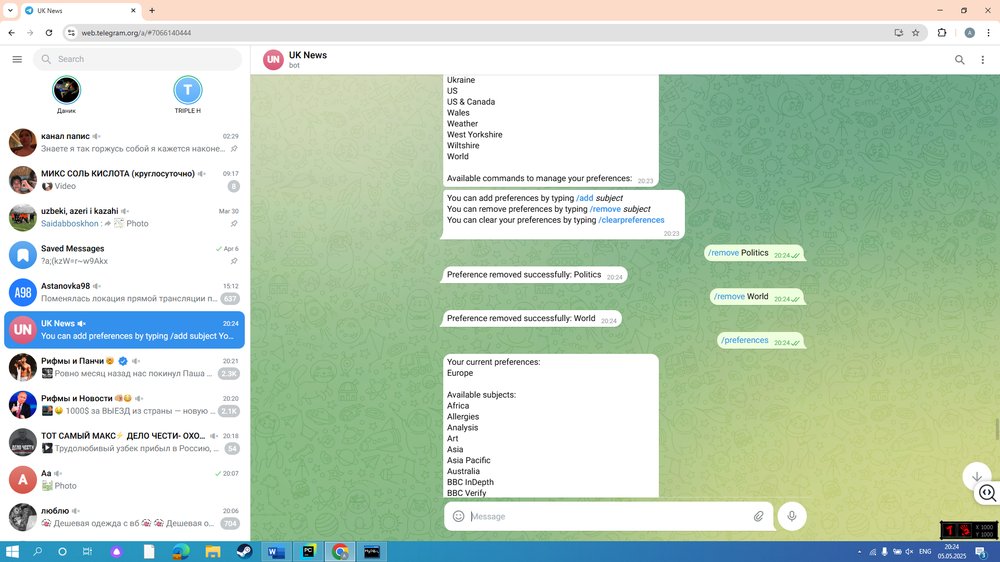 UK News
web.telegram.org/a/#7066140444
A
Search
Даник
T
TRIPLE H
канал папис
02:29
Знаете я так горжусь собой я кажется наконе...
МИКС СОЛЬ КИСЛОТА (круглосуточно)
09:17
Video
8
uzbeki, azeri i kazahi
Mar 30
Saidabboskhon : Photo
Saved Messages
Apr 6
?a;(kzW=r~w9Akx
A98
Astanovka98
15:12
Поменялась локация прямой трансляции п...
637
UN
UK News
20:24
You can add preferences by typing /add subject Yo...
Рифмы и Панчи
20:21
Ровно месяц назад нас покинул Паша ...
2.3K
Рифмы и Новости
20:20
1000$ за ВЫЕЗД из страны — новую ...
2.1K
ДЕЛО ЧЕСТИ
ТОТ САМЫЙ МАКС⚡ ДЕЛО ЧЕСТИ- ОХО...
20:18
Трудолюбивый узбек прибыл в Россию, ...
54
A
Aa
20:07
Photo
люблю
20:06
Дешевая одежда с вб Дешевая о...
704
UN
UK News
bot
Ukraine
US
US & Canada
Wales
Weather
West Yorkshire
Wiltshire
World
Available commands to manage your preferences: 20:23
You can add preferences by typing /add subject
You can remove preferences by typing /remove subject
You can clear your preferences by typing /clearpreferences
20:23
/remove Politics 20:24
Preference removed successfully: Politics 20:24
/remove World 20:24
Preference removed successfully: World 20:24
/preferences 20:24
Your current preferences:
Europe
Available subjects:
Africa
Allergies
Analysis
Art
Asia
Asia Pacific
Australia
BBC InDepth
BBC Verify
Message
X 1000
Y 1000
W
PC
A
MySQL
ENG
20:24
05.05.2025
3